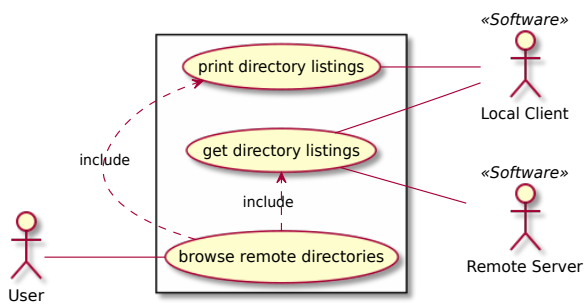 «Software»
print directory listings
Local Client
include
get directory listings
«Software»
include
Remote Server
browse remote directories
User